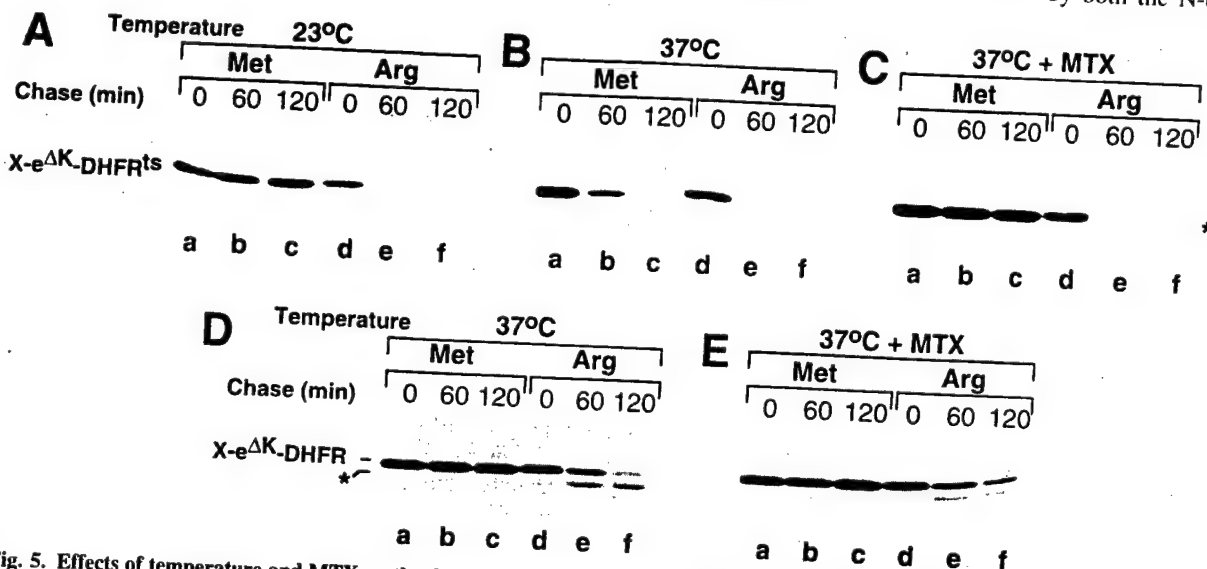 y both the N-
A
Temperature 23°C
Met Arg
Chase (min) 0 60 120 0 60 120
X-eΔK-DHFRts
a b c d e f
B
37°C
Met Arg
0 60 120 0 60 120
a b c d e f
C
37°C + MTX
Met Arg
0 60 120 0 60 120
*
a b c d e f
D
Temperature 37°C
Met Arg
Chase (min) 0 60 120 0 60 120
X-eΔK-DHFR
*
a b c d e f
E
37°C + MTX
Met Arg
0 60 120 0 60 120
a b c d e f
ig. 5. Effects of temperature and MTX